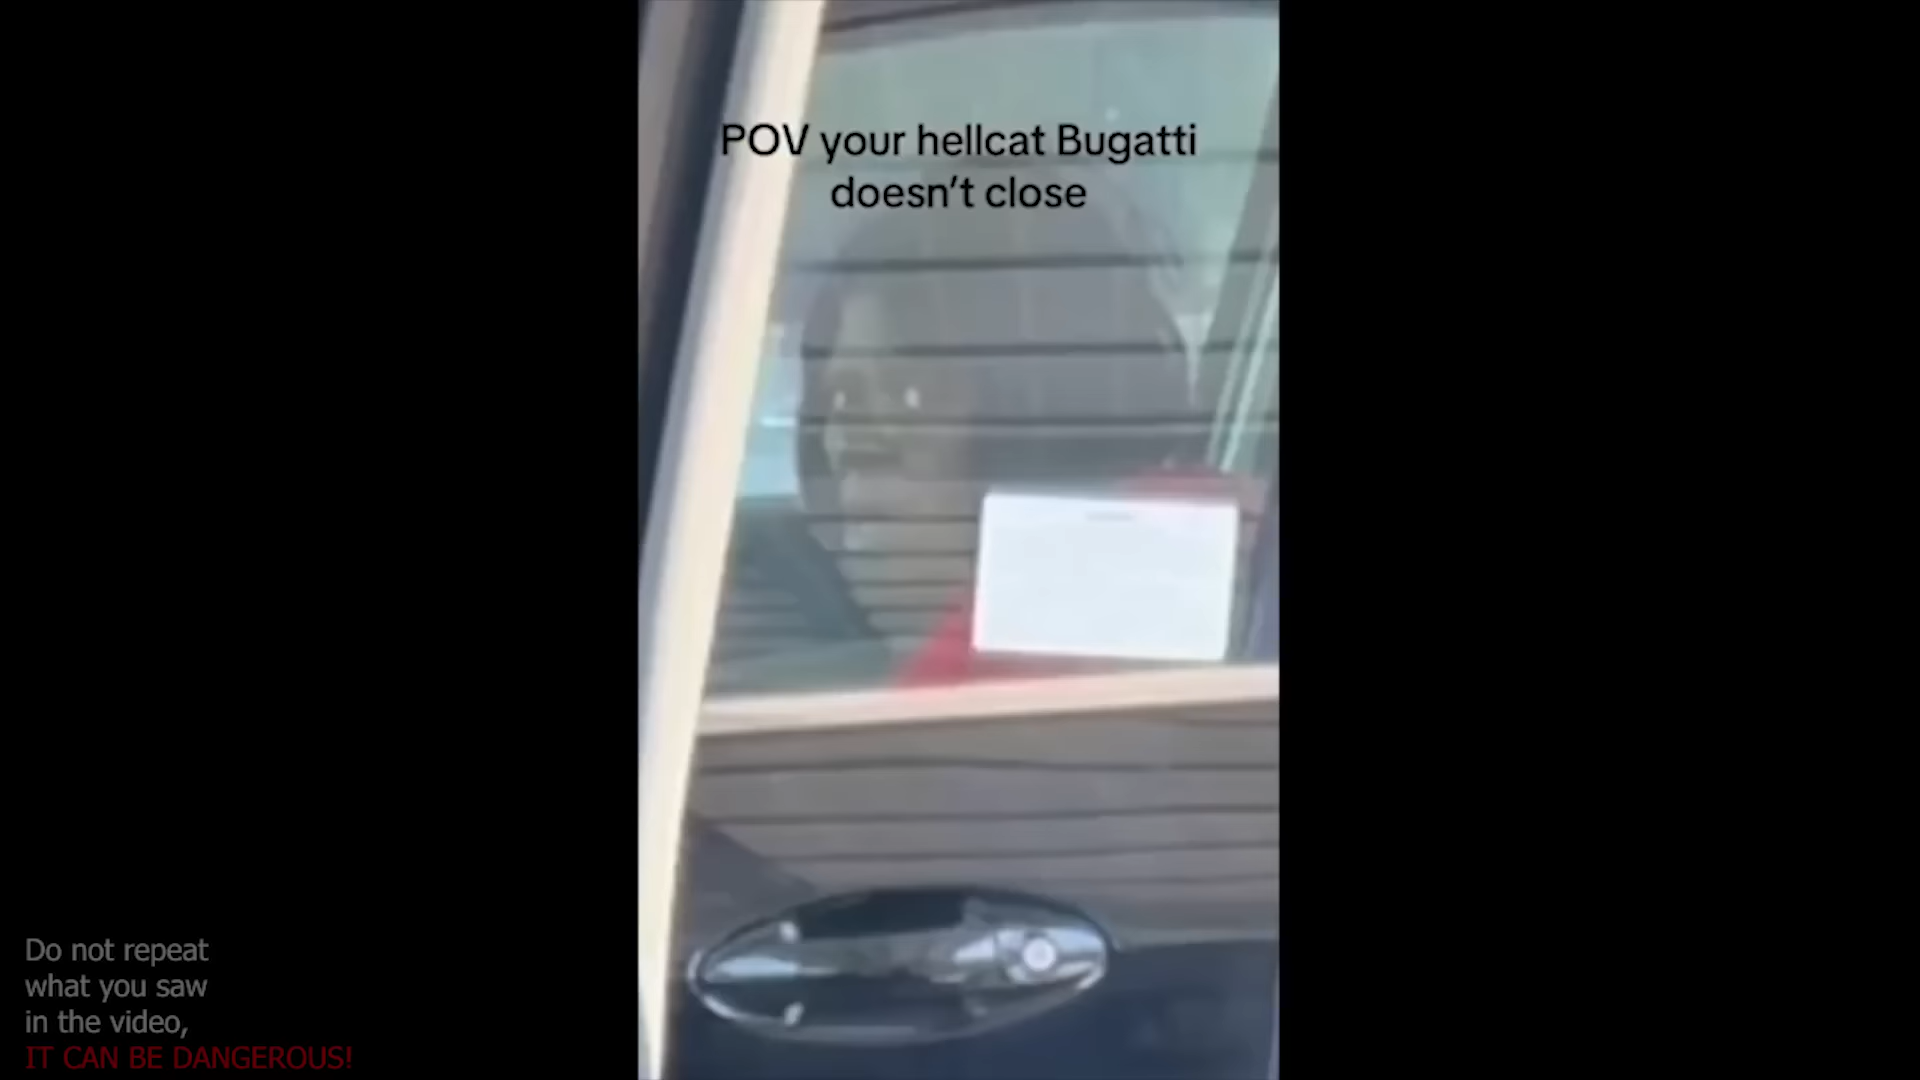 POV your hellcat Bugatti
doesn’t close
Do not repeat
what you saw
in the video,
IT CAN BE DANGEROUS!